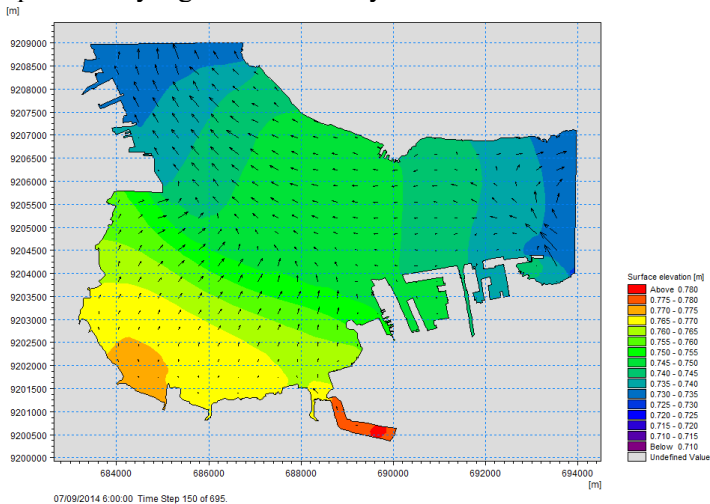 [m]
9209000
9208500
9208000
9207500
9207000
9206500
9206000
9205500
9205000
9204500
9204000
9203500
9203000
9202500
9202000
9201500
9201000
9200500
9200000
684000 686000 688000 690000 692000 694000
[m]
Surface elevation [m]
Above 0.780
0.775 - 0.780
0.770 - 0.775
0.765 - 0.770
0.760 - 0.765
0.755 - 0.760
0.750 - 0.755
0.745 - 0.750
0.740 - 0.745
0.735 - 0.740
0.730 - 0.735
0.725 - 0.730
0.720 - 0.725
0.715 - 0.720
0.710 - 0.715
Below 0.710
Undefined Value
07/09/2014 6:00:00 Time Step 150 of 695.